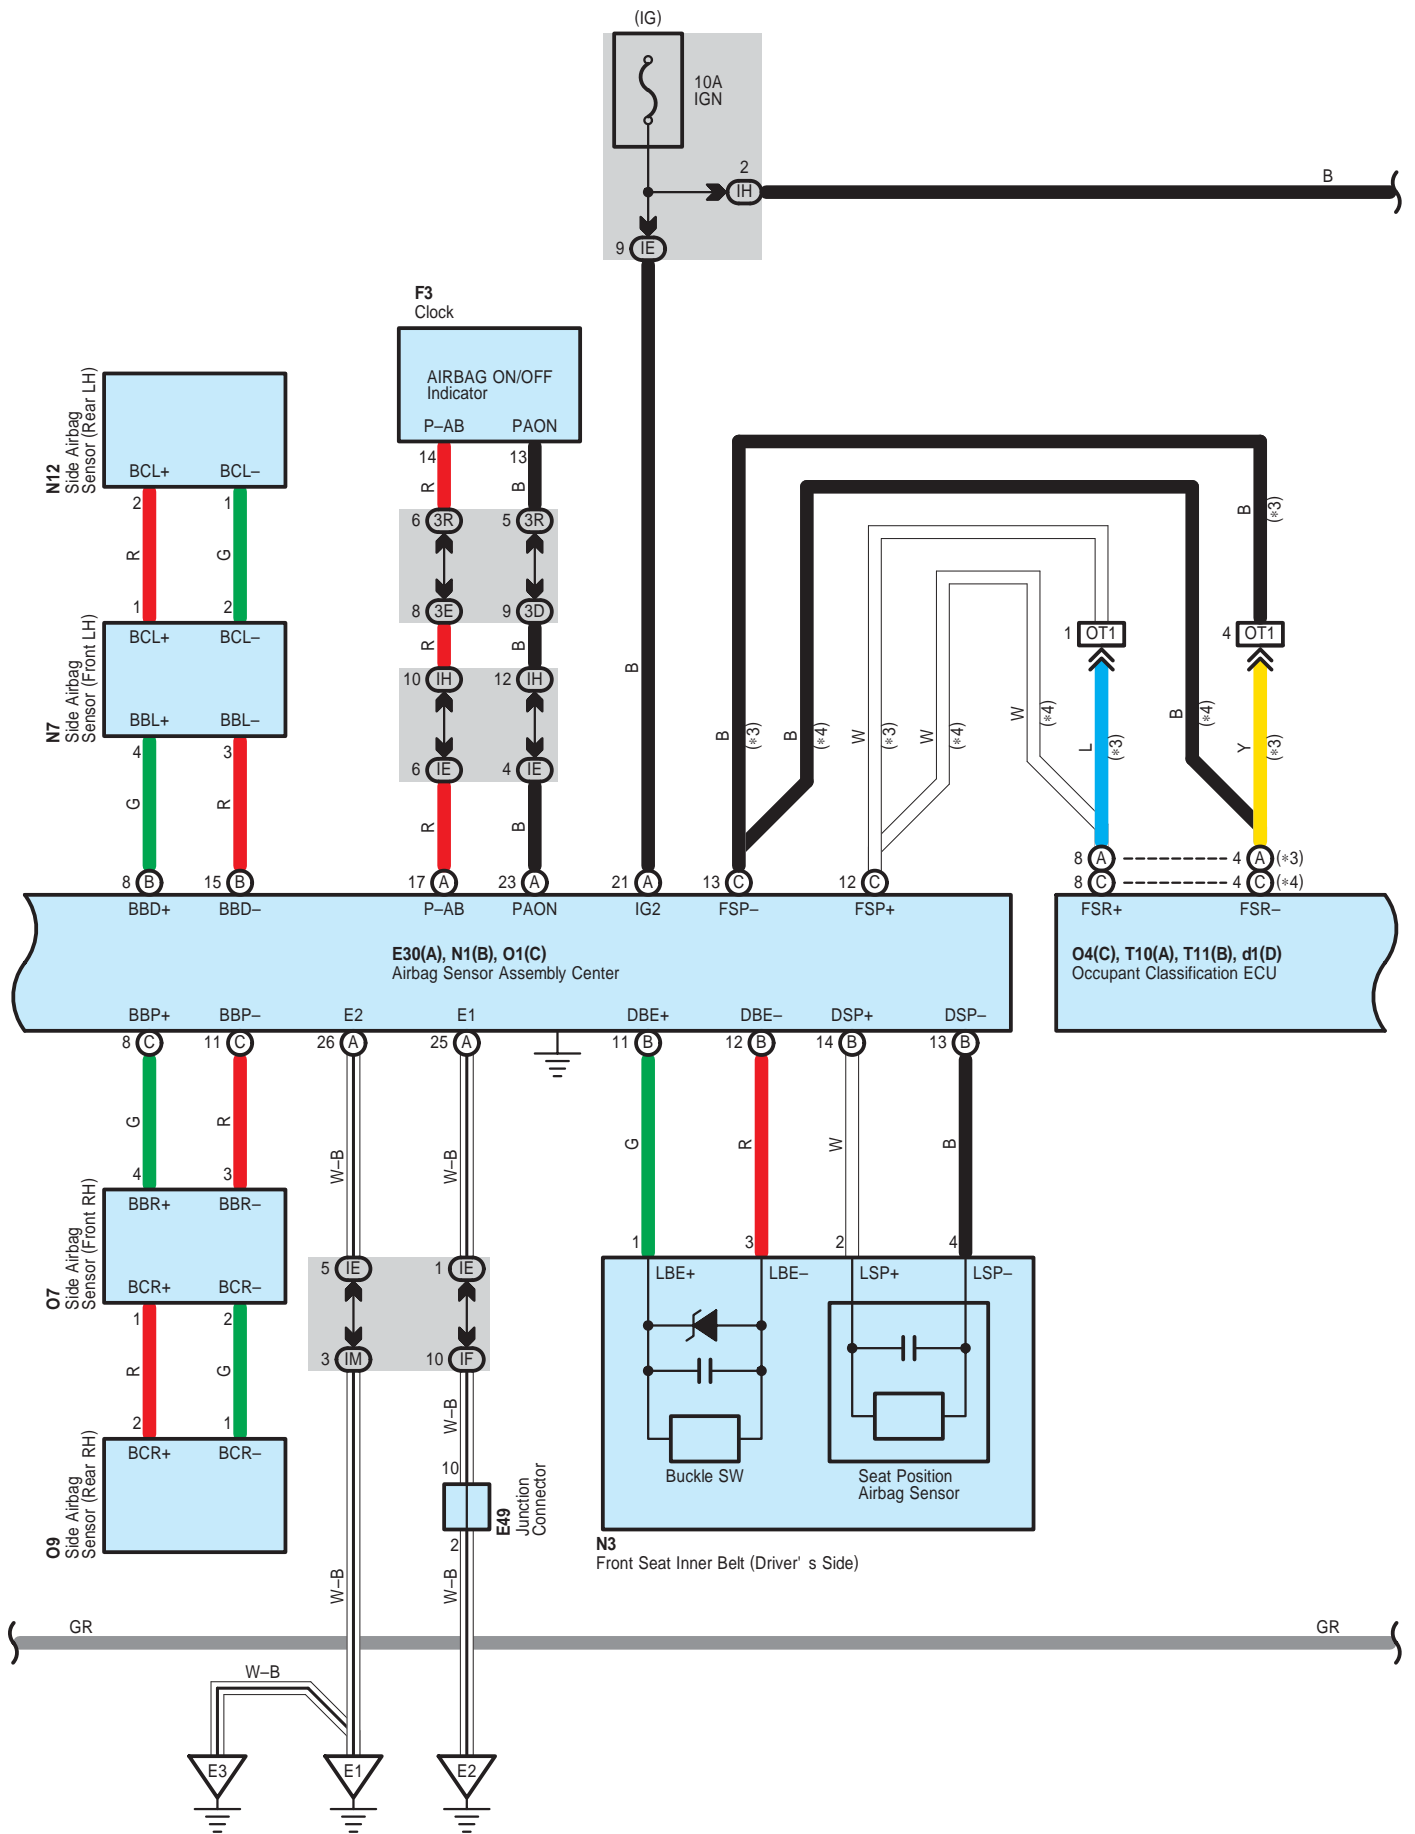 (IG)
10A
IGN
2
IH
B
9 IE
F3
Clock
AIRBAG ON/OFF
Indicator
P–AB PAON
14 13
R B
6 3R 5 3R
8 3E 9 3D
R B
10 IH 12 IH
6 IE 4 IE
R B
17 A 23 A
N12
Side Airbag
Sensor (Rear LH)
BCL+ BCL–
2 1
R G
1 2
N7
Side Airbag
Sensor (Front LH)
BCL+ BCL–
BBL+ BBL–
4 3
G R
8 B 15 B
B
21 A
B (∗3)
B (∗4)
W (∗3)
W (∗4)
W (∗4)
L (∗3)
B (∗4)
Y (∗3)
B (∗3)
1 OT1
4 OT1
13 C 12 C
8 A 4 A (∗3)
8 C 4 C (∗4)
BBD+ BBD– P–AB PAON IG2 FSP– FSP+
FSR+ FSR–
E30(A), N1(B), O1(C)
Airbag Sensor Assembly Center
O4(C), T10(A), T11(B), d1(D)
Occupant Classification ECU
BBP+ BBP– E2 E1 DBE+ DBE– DSP+ DSP–
8 C 11 C 26 A 25 A 11 B 12 B 14 B 13 B
G R W–B W–B G R W B
4 3
O7
Side Airbag
Sensor (Front RH)
BBR+ BBR–
BCR+ BCR–
1 2
R G
2 1
O9
Side Airbag
Sensor (Rear RH)
BCR+ BCR–
5 IE 1 IE
3 IM 10 IF
W–B
10
E49
Junction
Connector
2
W–B W–B
1 3 2 4
LBE+ LBE– LSP+ LSP–
Buckle SW
Seat Position
Airbag Sensor
N3
Front Seat Inner Belt (Driver' s Side)
GR GR
W–B
E3 E1 E2